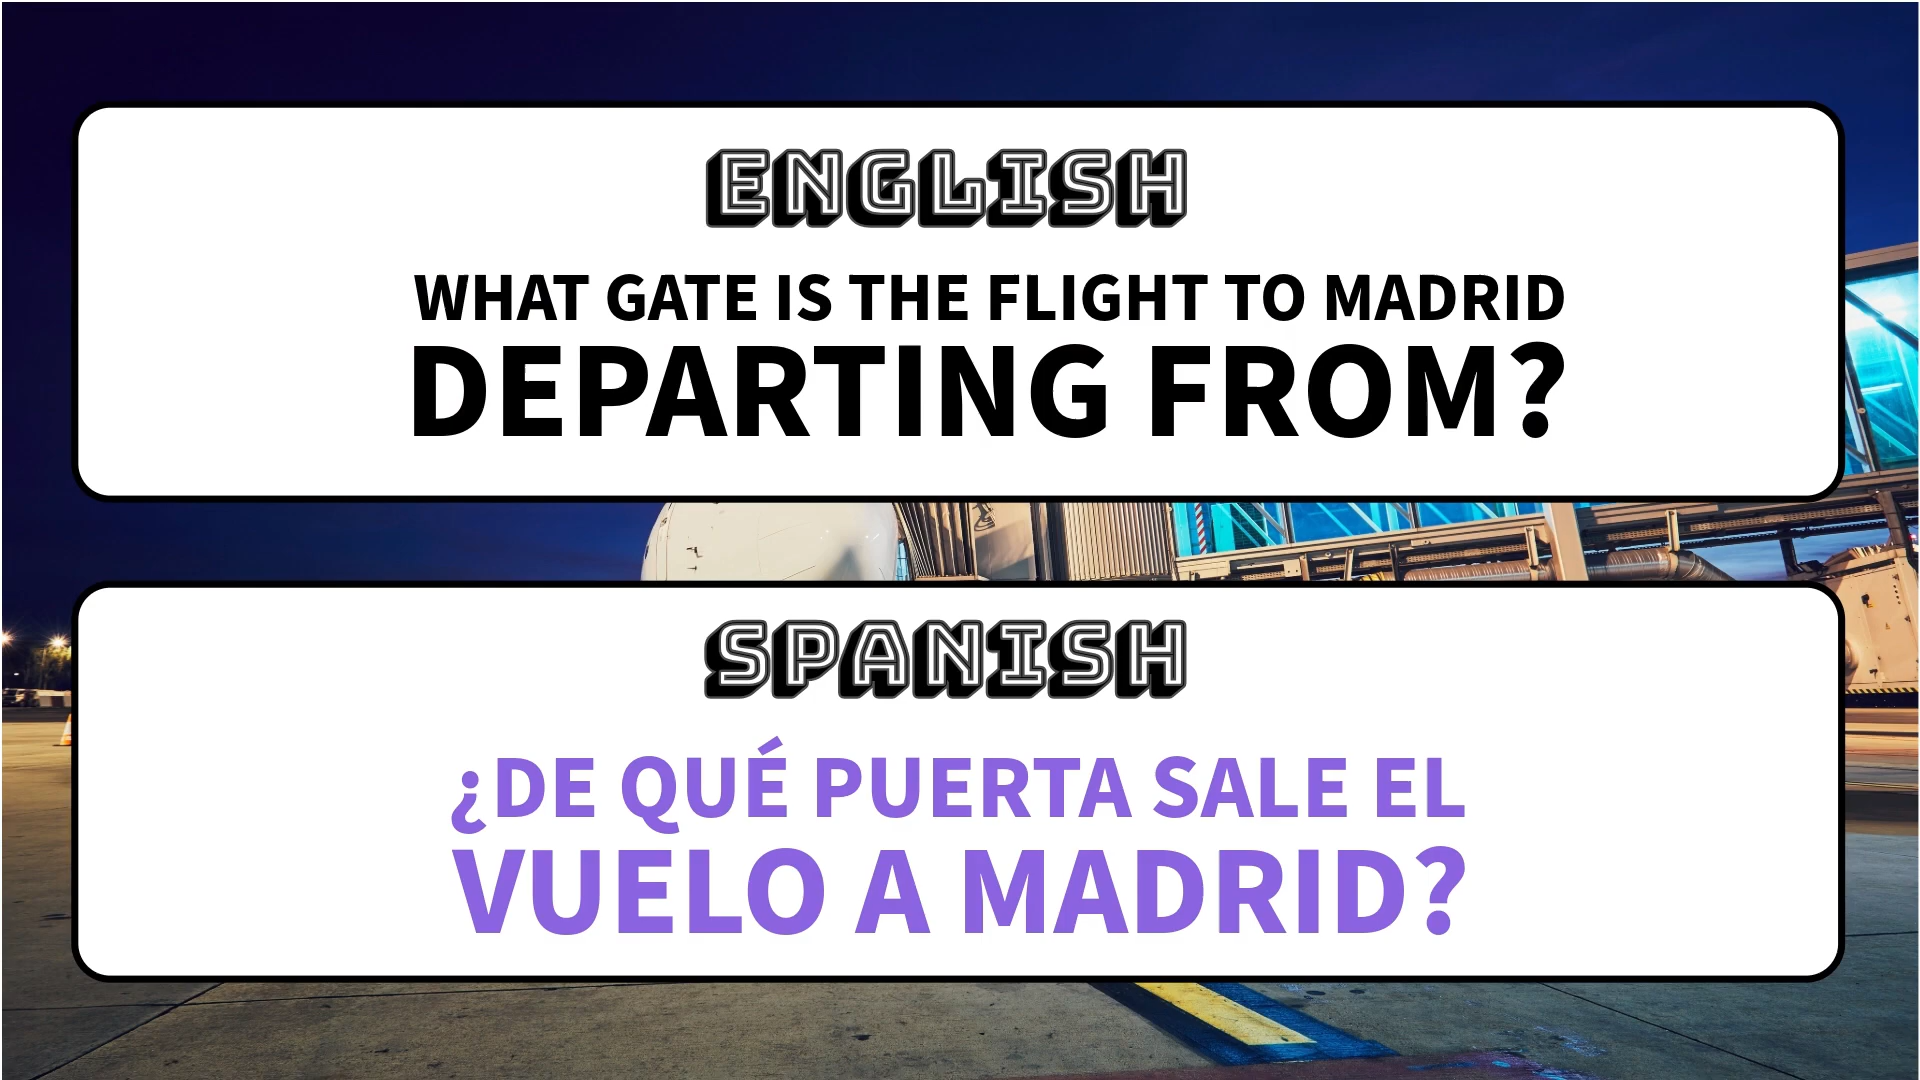 ENGLISH
WHAT GATE IS THE FLIGHT TO MADRID
DEPARTING FROM?
SPANISH
¿DE QUÉ PUERTA SALE EL
VUELO A MADRID?